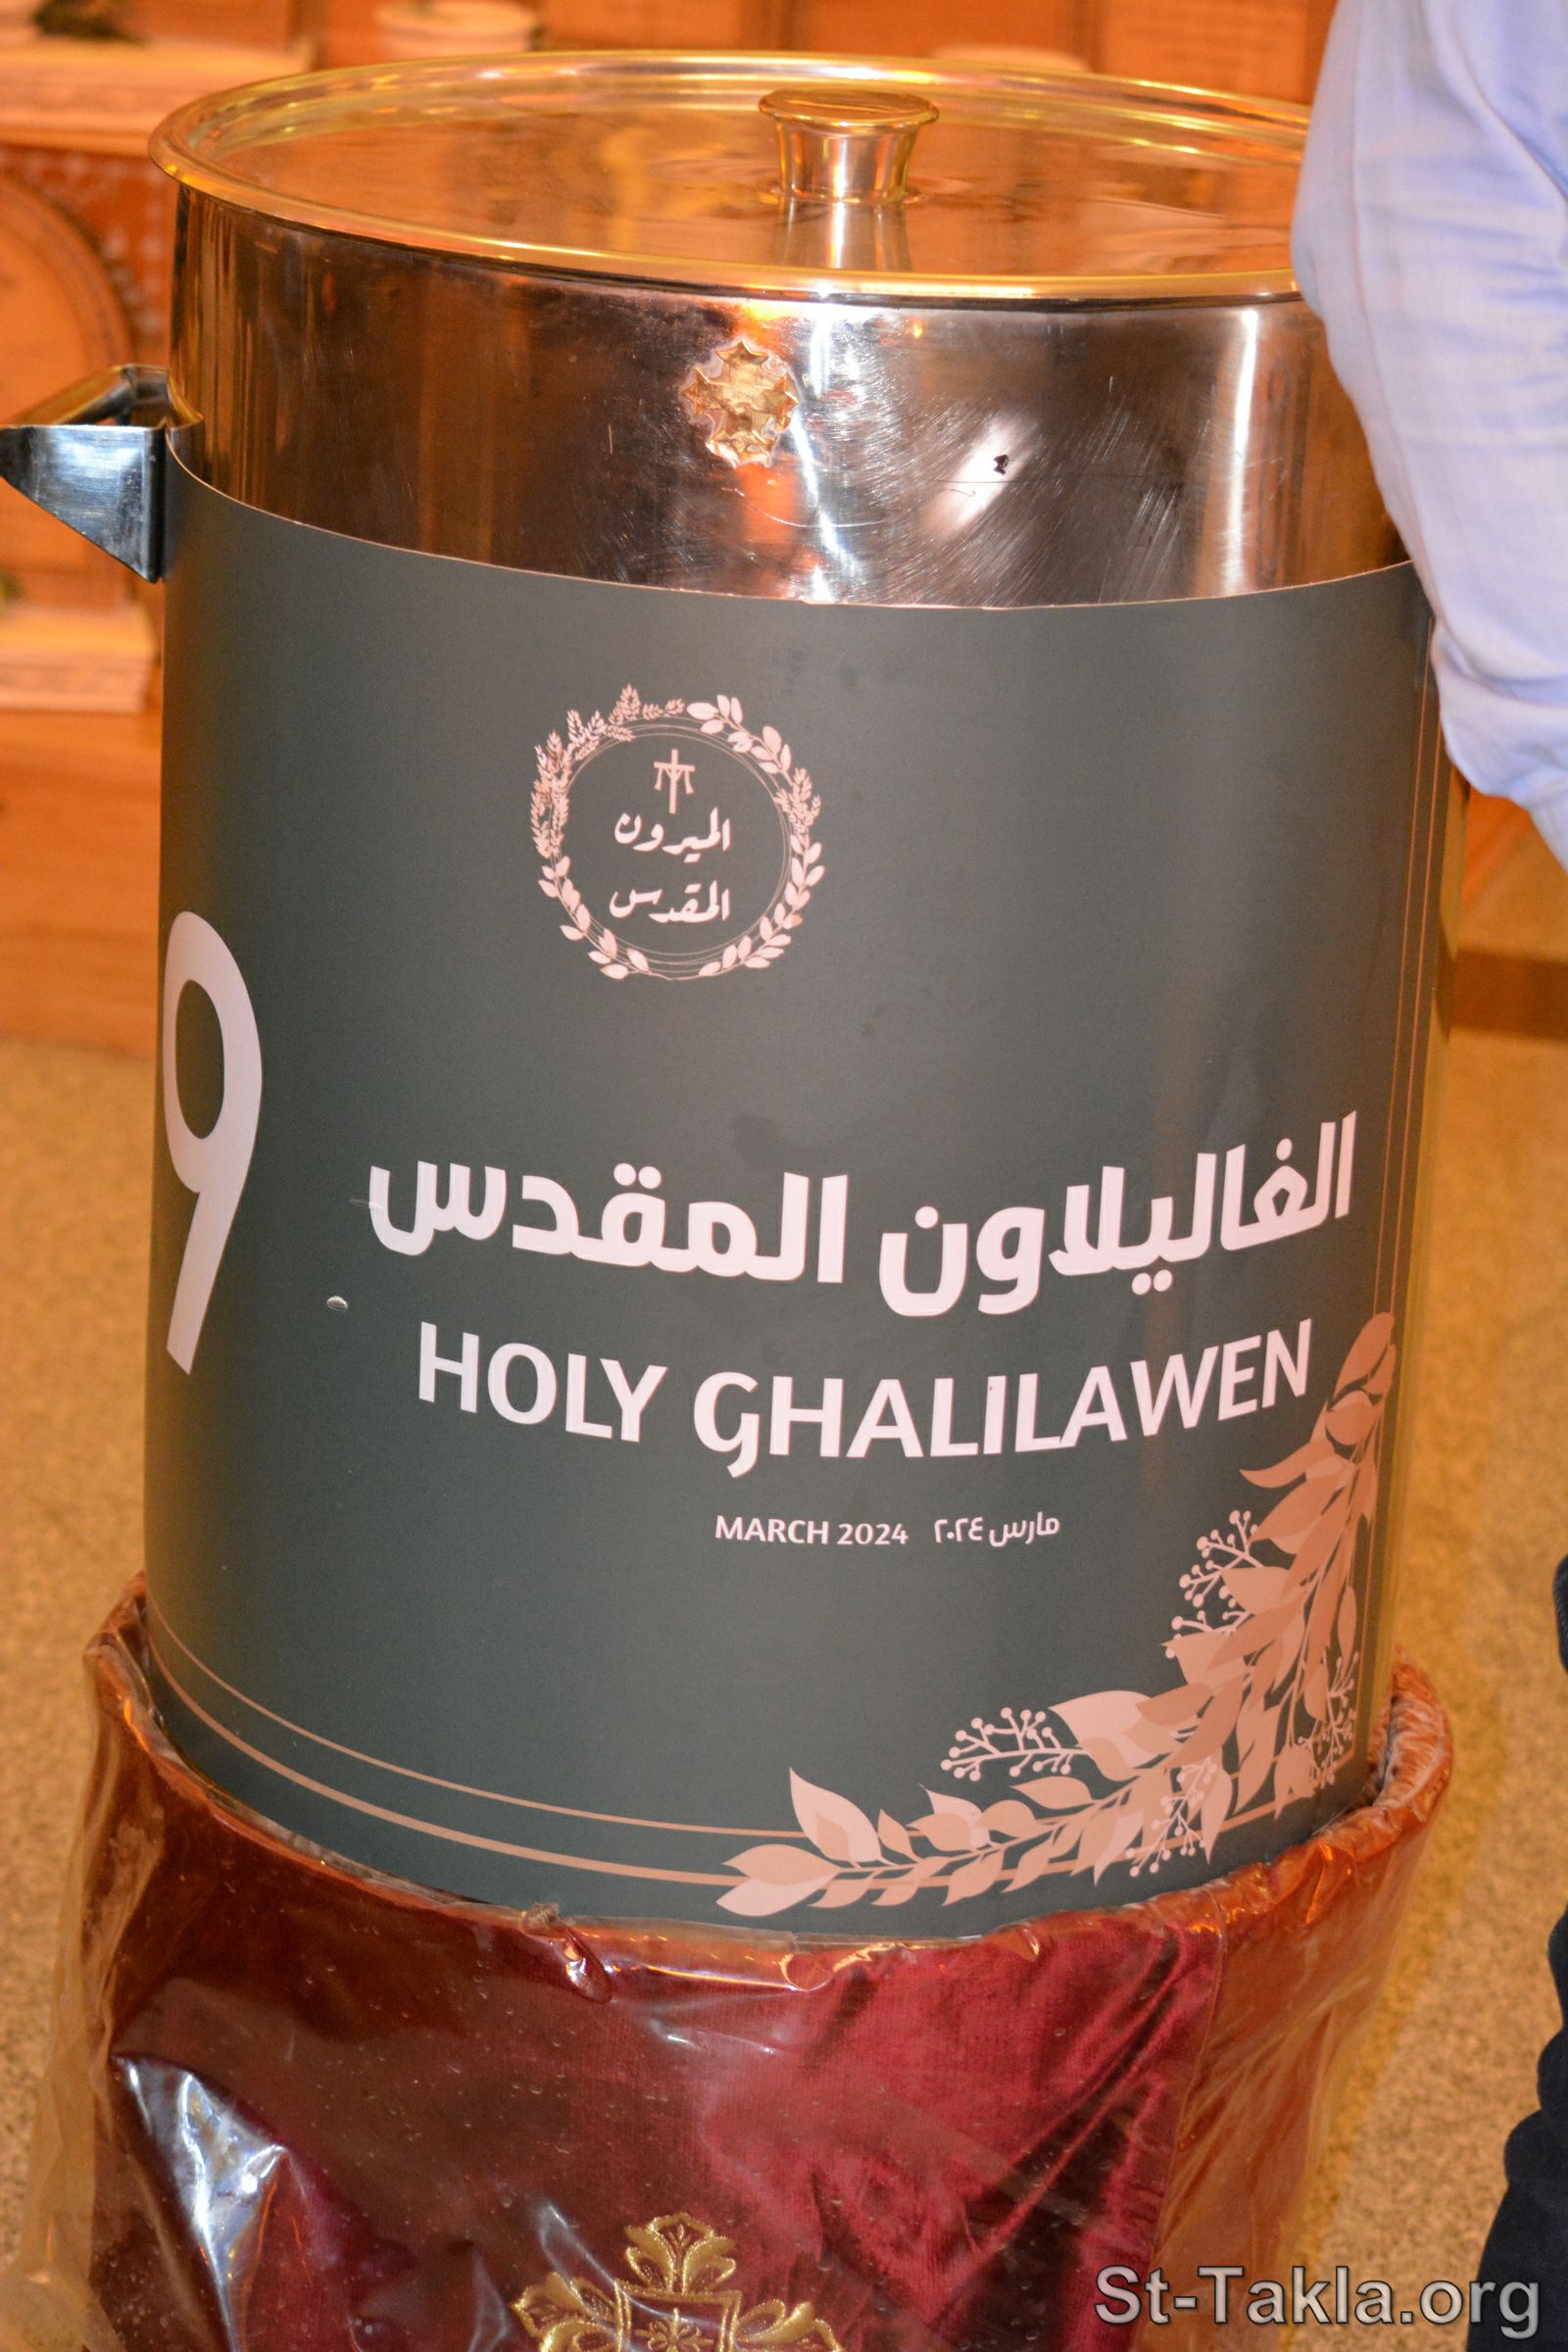 الميرون
المقدس
9
الغاليلاون المقدس
HOLY GHALILAWEN
MARCH 2024 مارس ٢٠٢٤
St-Takla.org